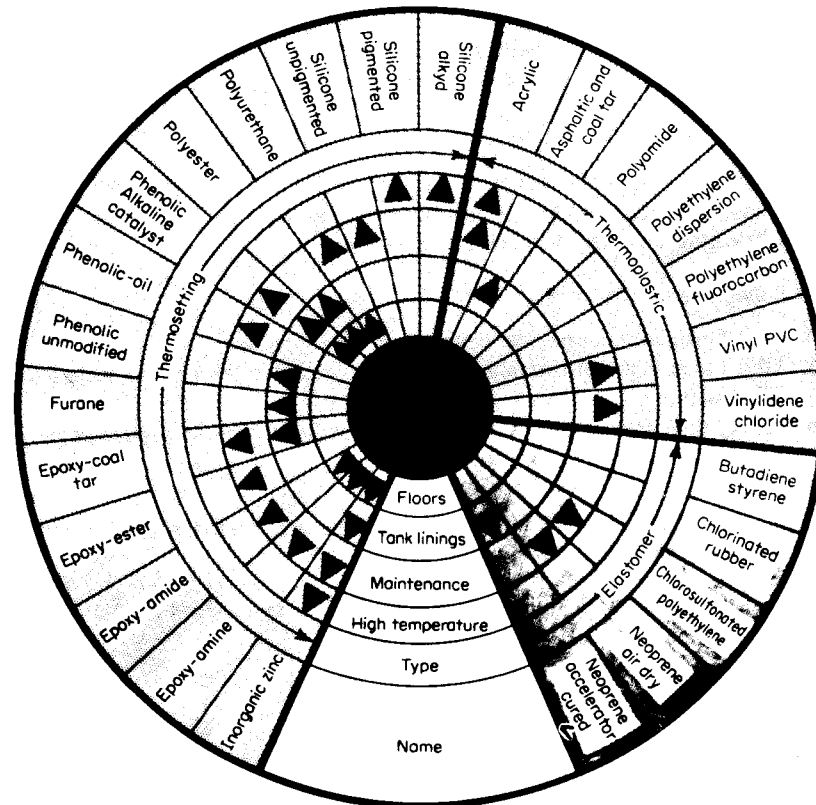 Silicone
alkyd
Acrylic
Asphaltic and
coal tar
Polyamide
Polyethylene
dispersion
Polyethylene
fluorocarbon
Vinyl PVC
Vinylidene
chloride
Butadiene
styrene
Chlorinated
rubber
Chlorosulfonated
polyethylene
Neoprene
air dry
Neoprene
accelerator
cured
Name
Inorganic zinc
Epoxy-amine
Epoxy-amide
Epoxy-ester
Epoxy-coal
tar
Furane
Phenolic
unmodified
Phenolic-oil
Phenolic
Alkaline
catalyst
Polyester
Polyurethane
Silicone
unpigmented
Silicone
pigmented
Thermosetting
Thermoplastic
Elastomer
Floors
Tank linings
Maintenance
High temperature
Type